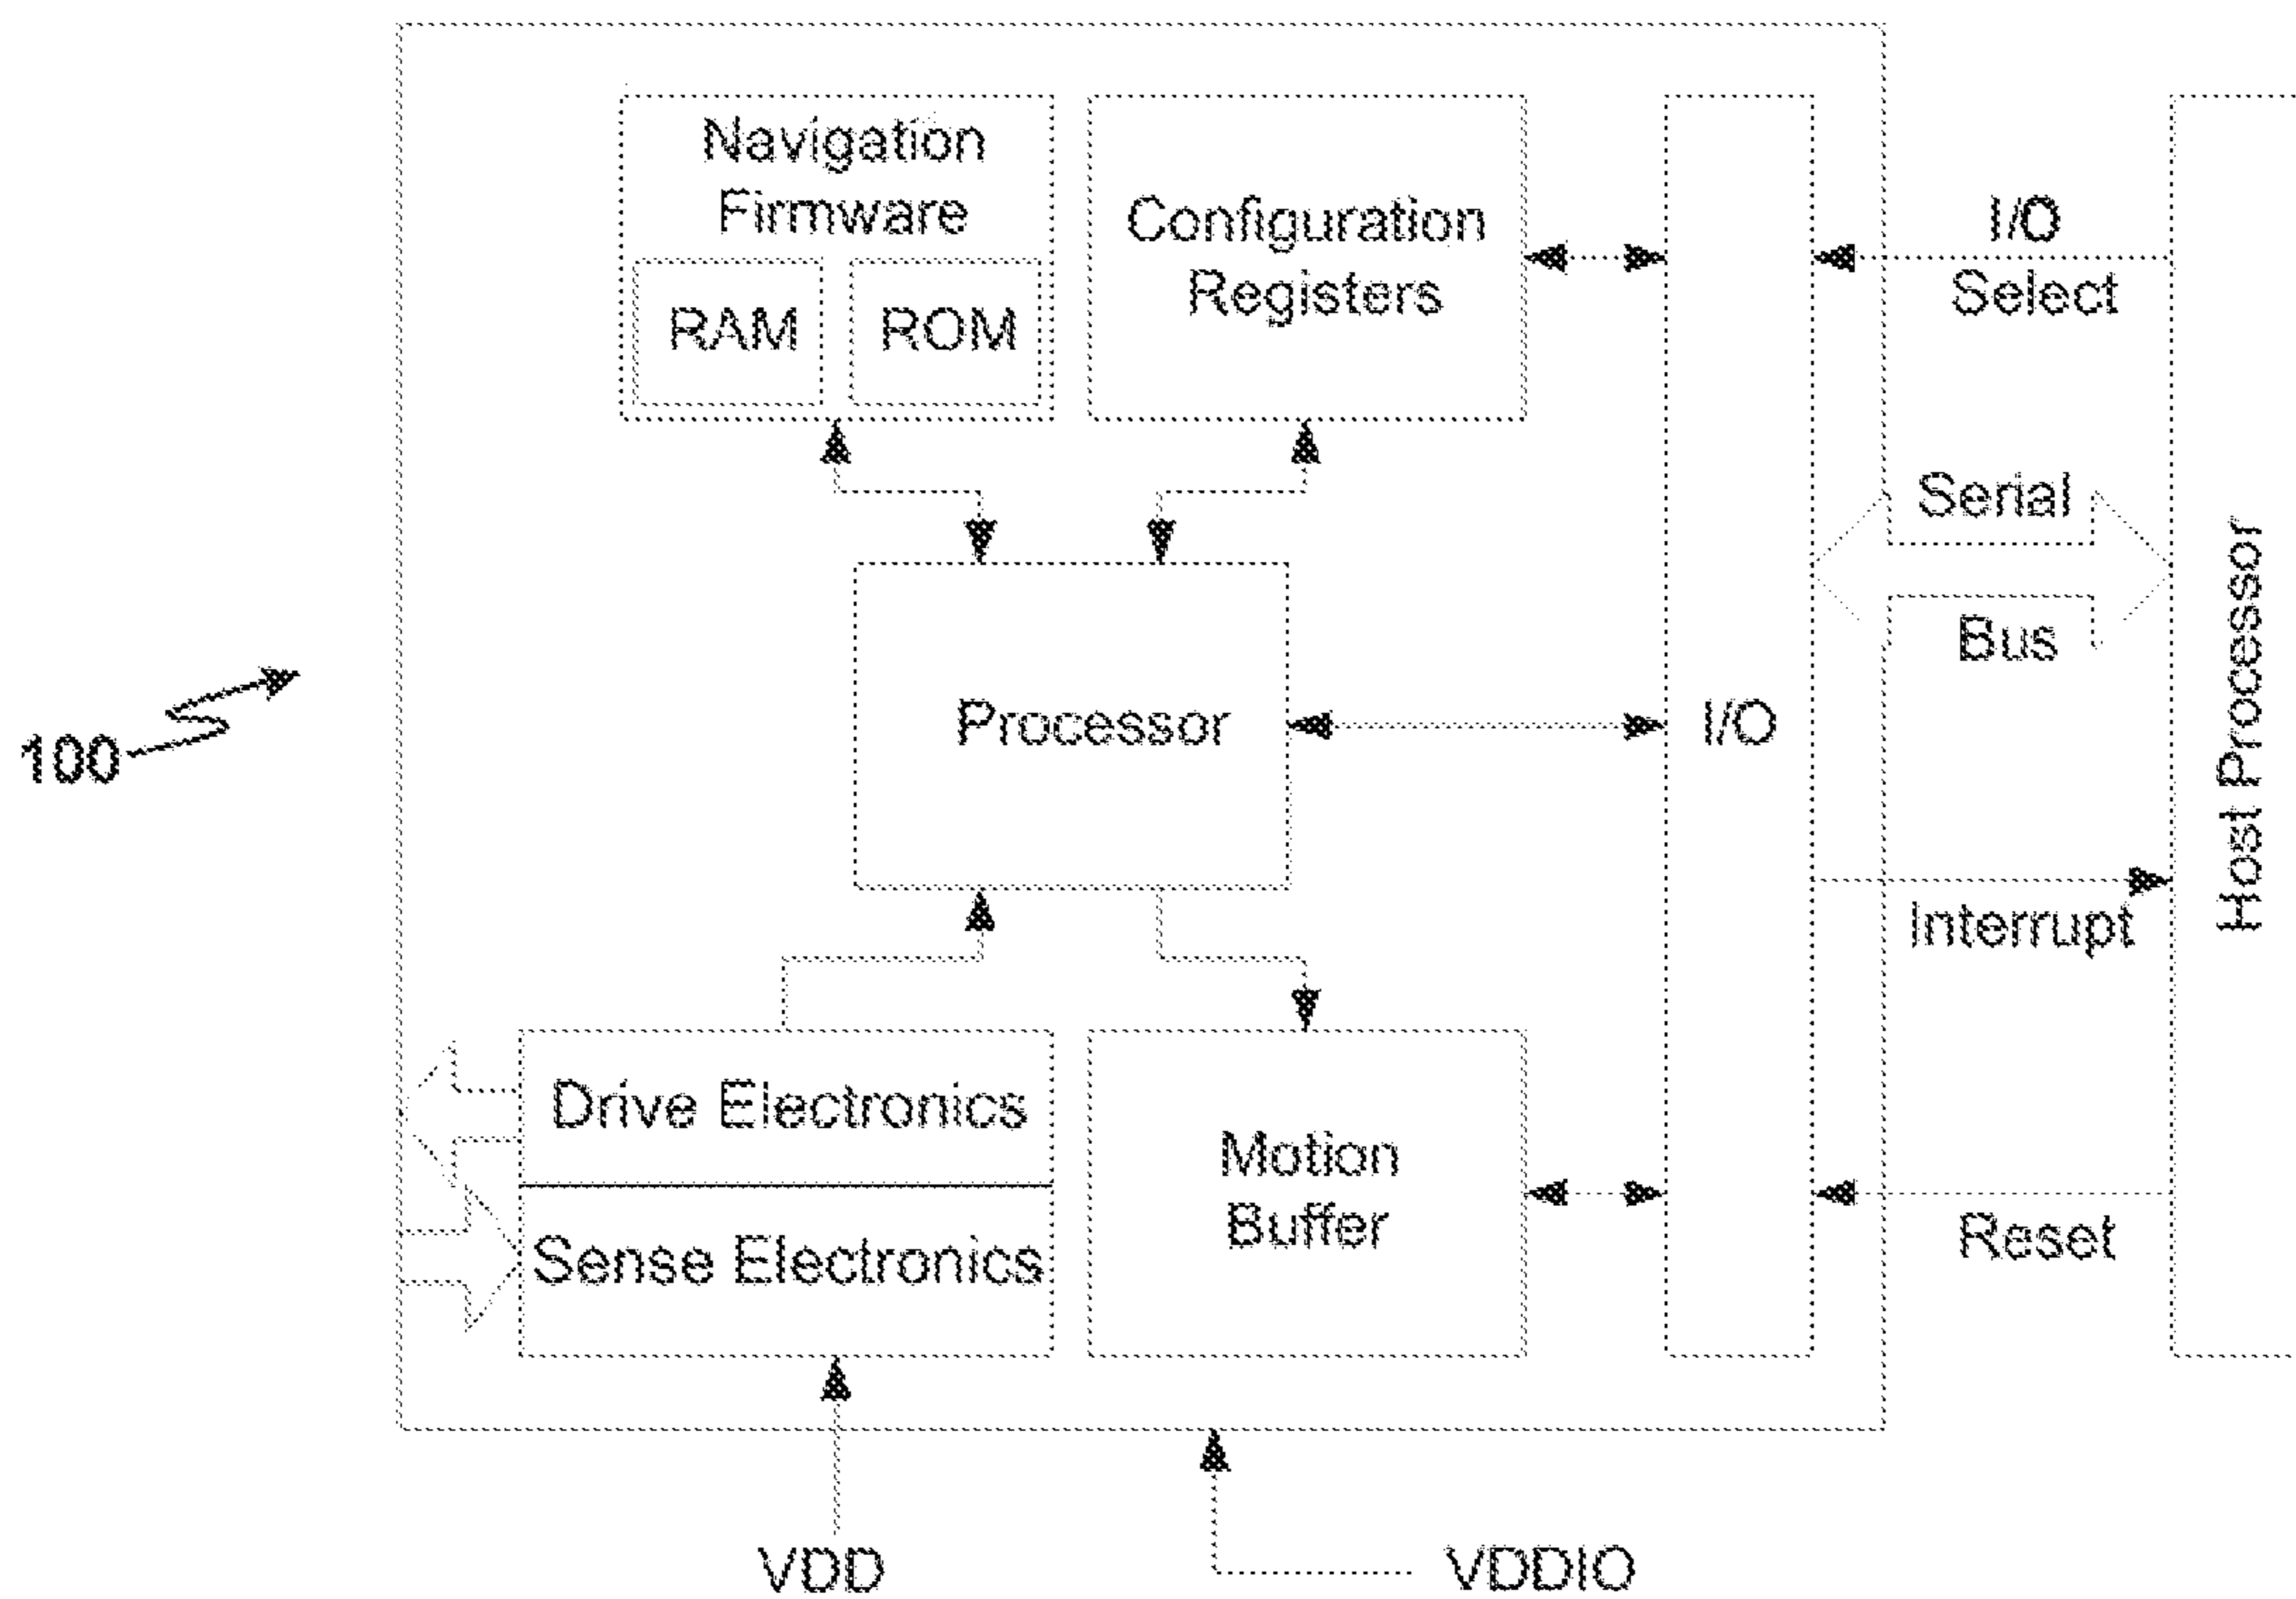 Navigation
Firmware
RAM
ROM
Configuration
Registers
I/O
Select
Serial
Bus
Processor
I/O
Host Processor
100
Interrupt
Drive Electronics
Sense Electronics
Motion
Buffer
Reset
VDD
VDDIO